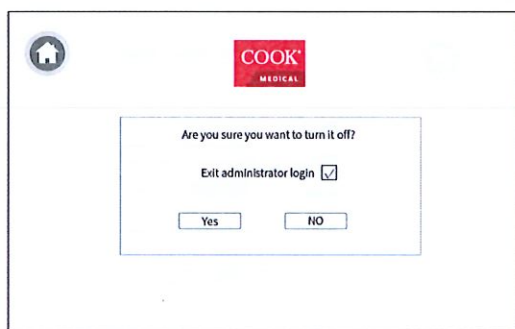 COOK®
MEDICAL
Are you sure you want to turn it off?
Exit administrator login
Yes
NO